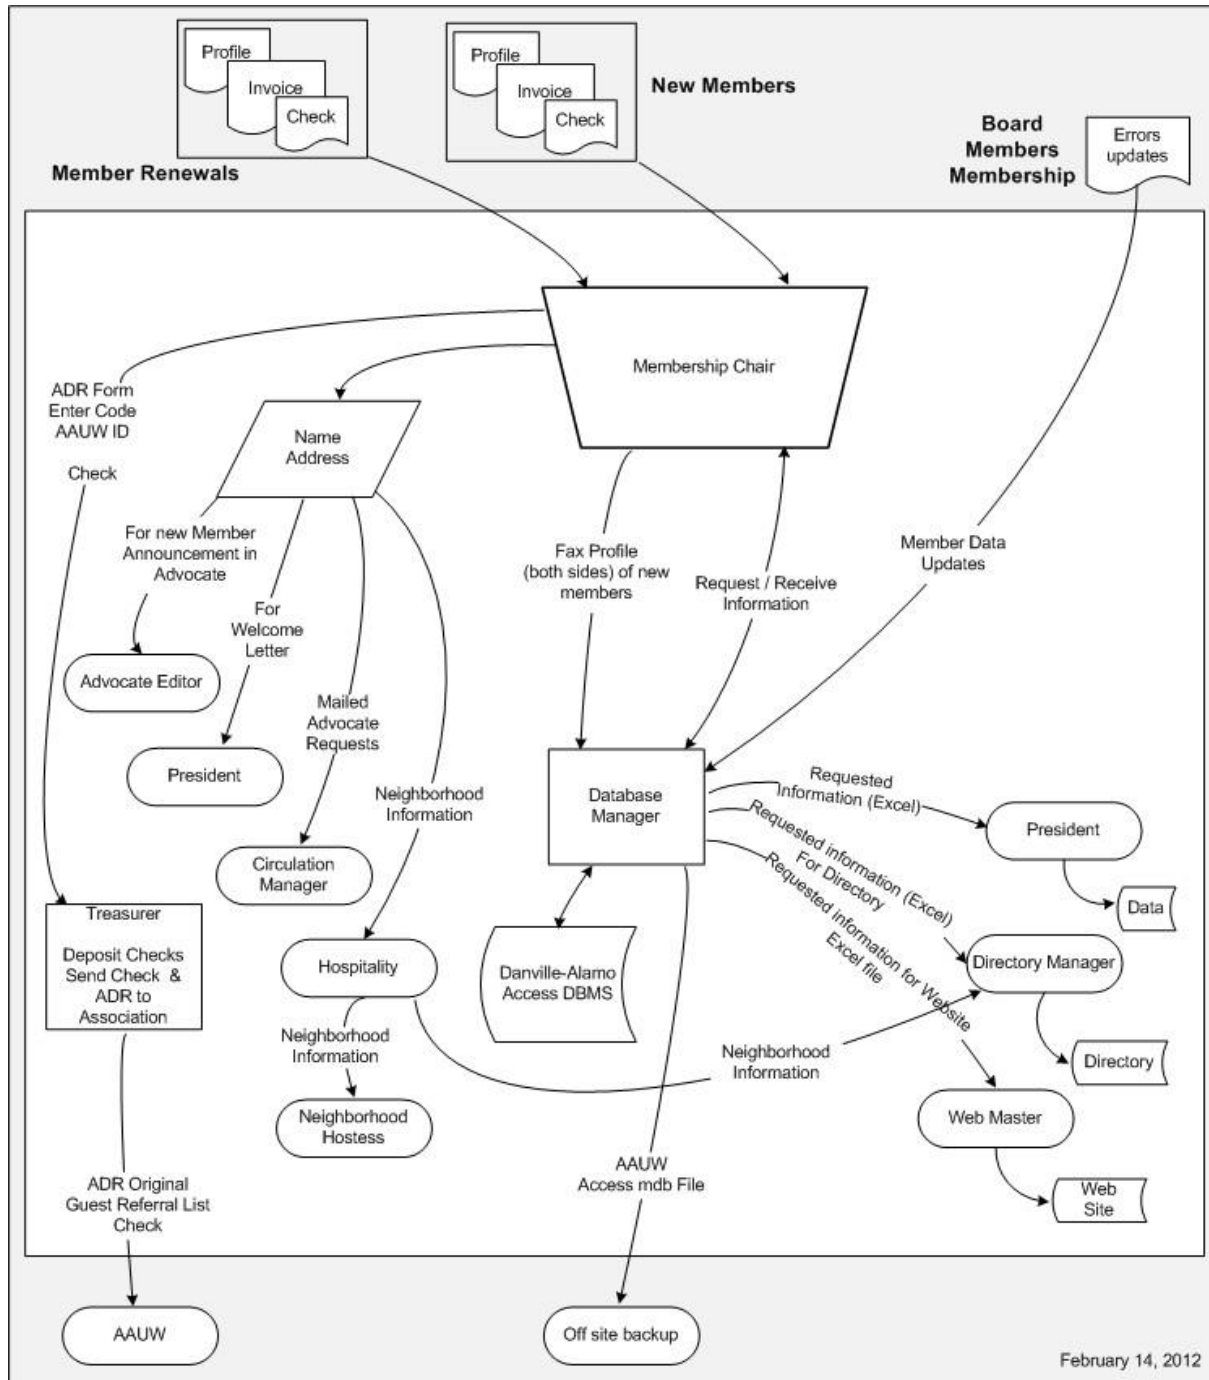 Profile
Invoice
Check
Member Renewals
Profile
Invoice
Check
New Members
Board
Members
Membership
Errors
updates
Membership Chair
ADR Form
Enter Code
AAUW ID
Check
Name
Address
For new Member
Announcement in
Advocate
For
Welcome
Letter
Mailed
Advocate
Requests
Neighborhood
Information
Fax Profile
(both sides) of new
members
Request / Receive
Information
Member Data
Updates
Advocate Editor
President
Circulation
Manager
Database
Manager
Requested
Information (Excel)
Requested information (Excel)
For Directory
Requested information for Website
Excel file
President
Data
Treasurer
Deposit Checks
Send Check &
ADR to
Association
Hospitality
Danville-Alamo
Access DBMS
Directory Manager
Directory
Neighborhood
Information
Neighborhood
Information
Neighborhood
Hostess
Web Master
Web
Site
ADR Original
Guest Referral List
Check
AAUW
Access mdb File
AAUW
Off site backup
February 14, 2012